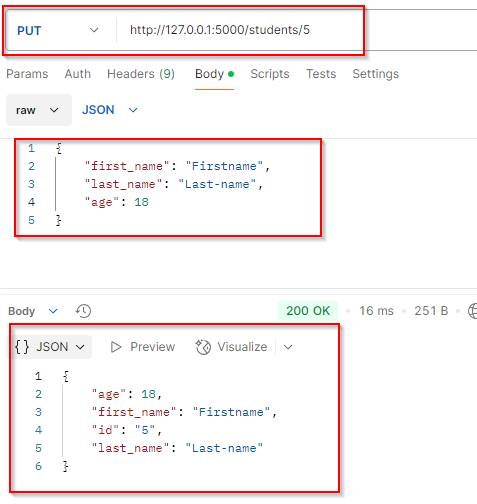 PUT http://127.0.0.1:5000/students/5
Params Auth Headers (9) Body Scripts Tests Settings
raw JSON
1 {
2 "first_name": "Firstname",
3 "last_name": "Last-name",
4 "age": 18
5 }
Body 200 OK 16 ms 251 B
{} JSON Preview Visualize
1 {
2 "age": 18,
3 "first_name": "Firstname",
4 "id": "5",
5 "last_name": "Last-name"
6 }